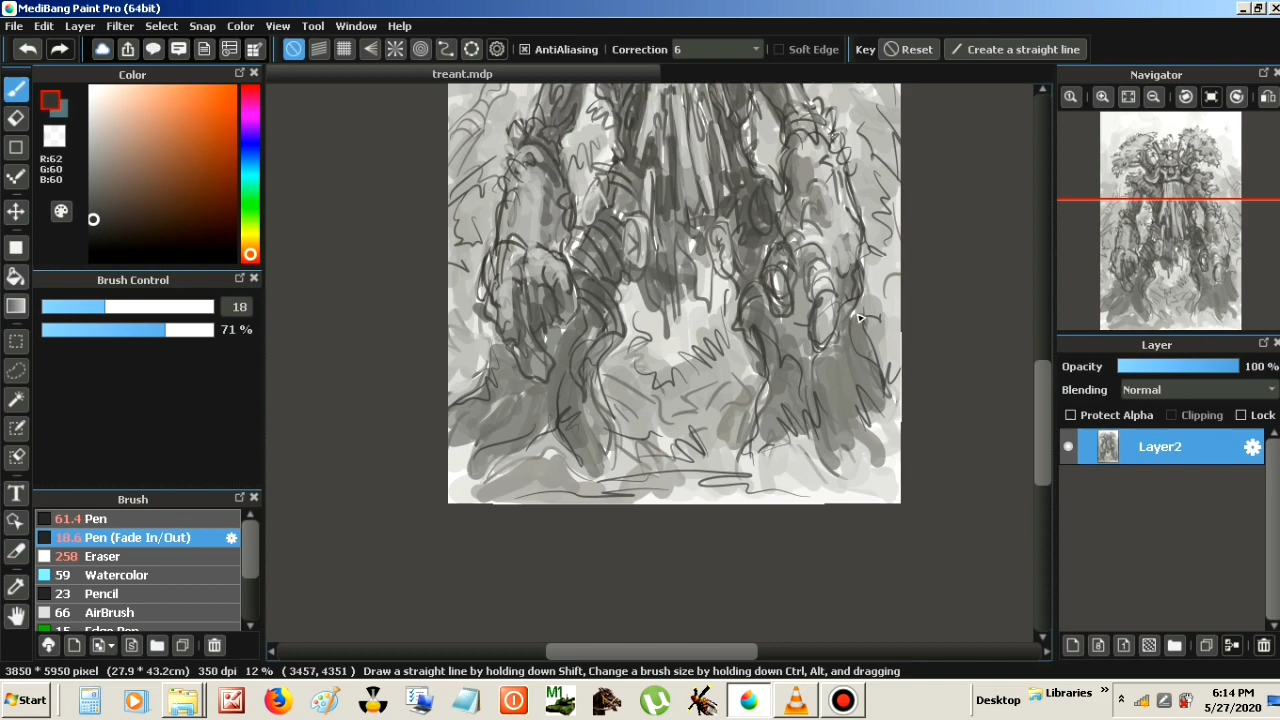 MediBang Paint Pro (64bit)
File Edit Layer Filter Select Snap Color View Tool Window Help
AntiAliasing Correction 6 Soft Edge Key Reset Create a straight line
Color
treant.mdp
Navigator
R:62
G:60
B:60
Brush Control
18
71 %
Layer
Opacity 100 %
Blending Normal
Protect Alpha Clipping Lock
Layer2
Brush
61.4 Pen
18.6 Pen (Fade In/Out)
258 Eraser
59 Watercolor
23 Pencil
66 AirBrush
15 Edge Pen
3850 * 5950 pixel (27.9 * 43.2cm) 350 dpi 12 % ( 3457, 4351 ) Draw a straight line by holding down Shift, Change a brush size by holding down Ctrl, Alt, and dragging
Start
M1
Desktop
Libraries
6:14 PM
5/27/2020